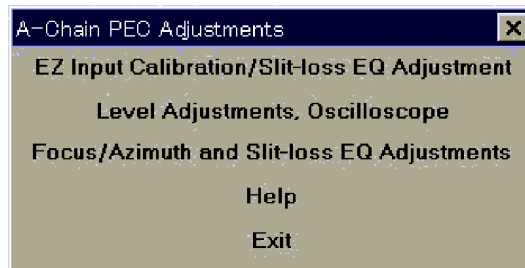 A-Chain PEC Adjustments
EZ Input Calibration/Slit-loss EQ Adjustment
Level Adjustments, Oscilloscope
Focus/Azimuth and Slit-loss EQ Adjustments
Help
Exit